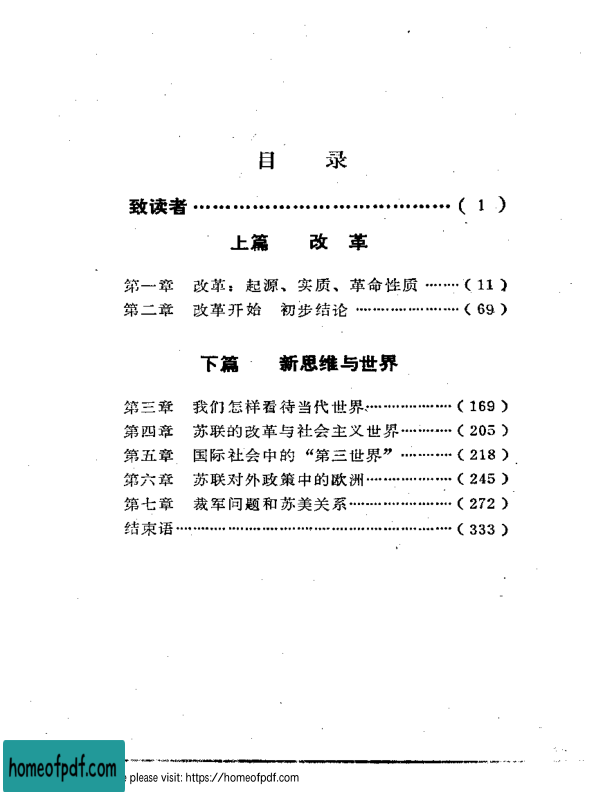 目 录
致读者……………………………………( 1 )
上篇 改 革
第一章 改革：起源、实质、革命性质………( 11 )
第二章 改革开始 初步结论……………………( 69 )
下篇 新思维与世界
第三章 我们怎样看待当代世界…………………( 169 )
第四章 苏联的改革与社会主义世界…………( 205 )
第五章 国际社会中的“第三世界”…………( 218 )
第六章 苏联对外政策中的欧洲…………………( 245 )
第七章 裁军问题和苏美关系……………………( 272 )
结束语……………………………………………( 333 )
homeofpdf.com
e please visit: https://homeofpdf.com